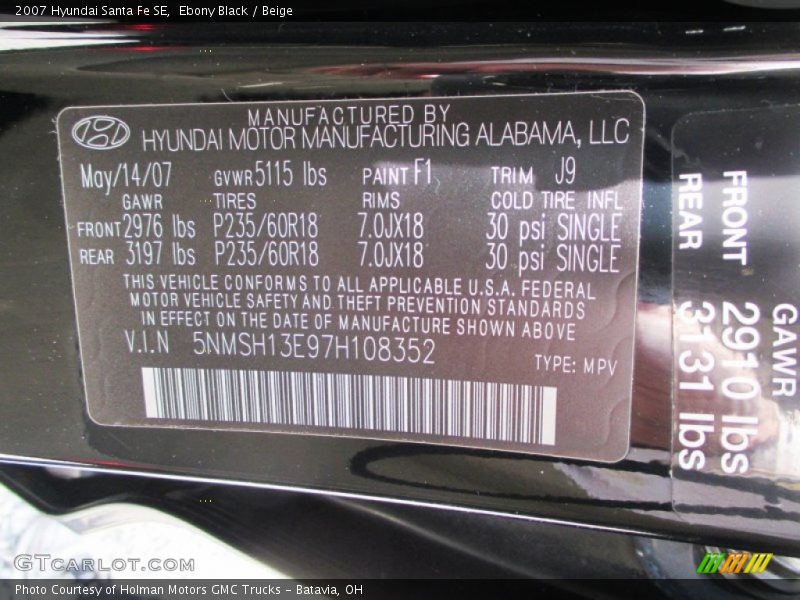 2007 Hyundai Santa Fe SE, Ebony Black / Beige
MANUFACTURED BY
HYUNDAI MOTOR MANUFACTURING ALABAMA, LLC
May/14/07 GVWR 5115 lbs PAINT F1 TRIM J9
GAWR TIRES RIMS COLD TIRE INFL
FRONT 2976 lbs P235/60R18 7.0JX18 30 psi SINGLE
REAR 3197 lbs P235/60R18 7.0JX18 30 psi SINGLE
THIS VEHICLE CONFORMS TO ALL APPLICABLE U.S.A. FEDERAL
MOTOR VEHICLE SAFETY AND THEFT PREVENTION STANDARDS
IN EFFECT ON THE DATE OF MANUFACTURE SHOWN ABOVE
V.I.N 5NMSH13E97H108352
TYPE: MPV
GAWR
FRONT 2910 lbs
REAR 3131 lbs
GTCARLOT.COM
Photo Courtesy of Holman Motors GMC Trucks - Batavia, OH